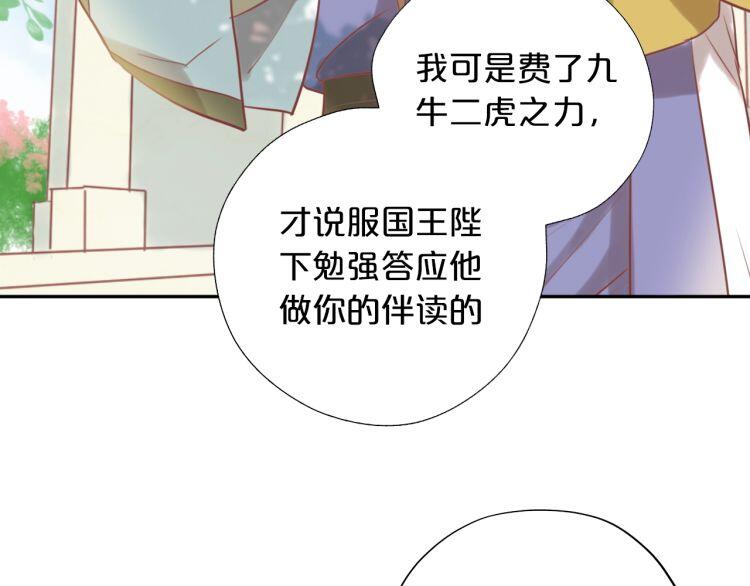 我可是费了九
牛二虎之力，
才说服国王陛
下勉强答应他
做你的伴读的